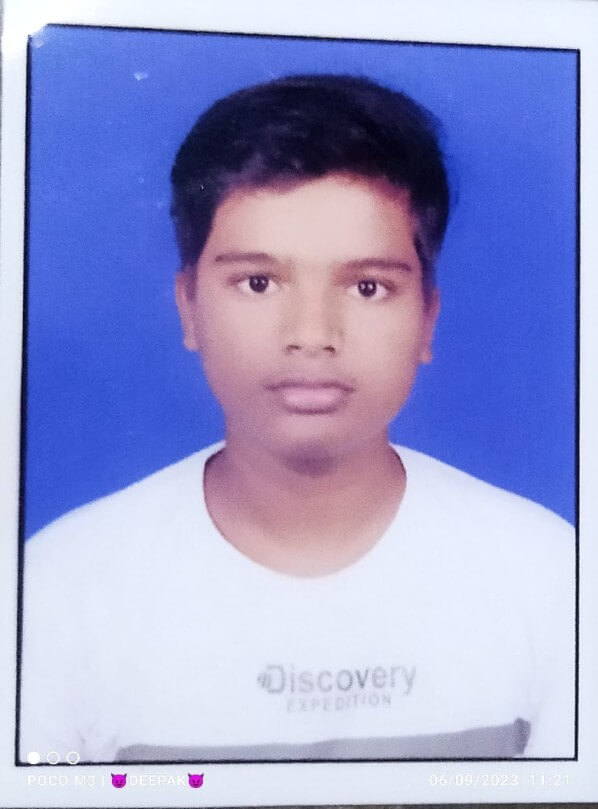 Discovery
EXPEDITION
POCO M3 | 😈DEEPAK😈
06/09/2023 11:21